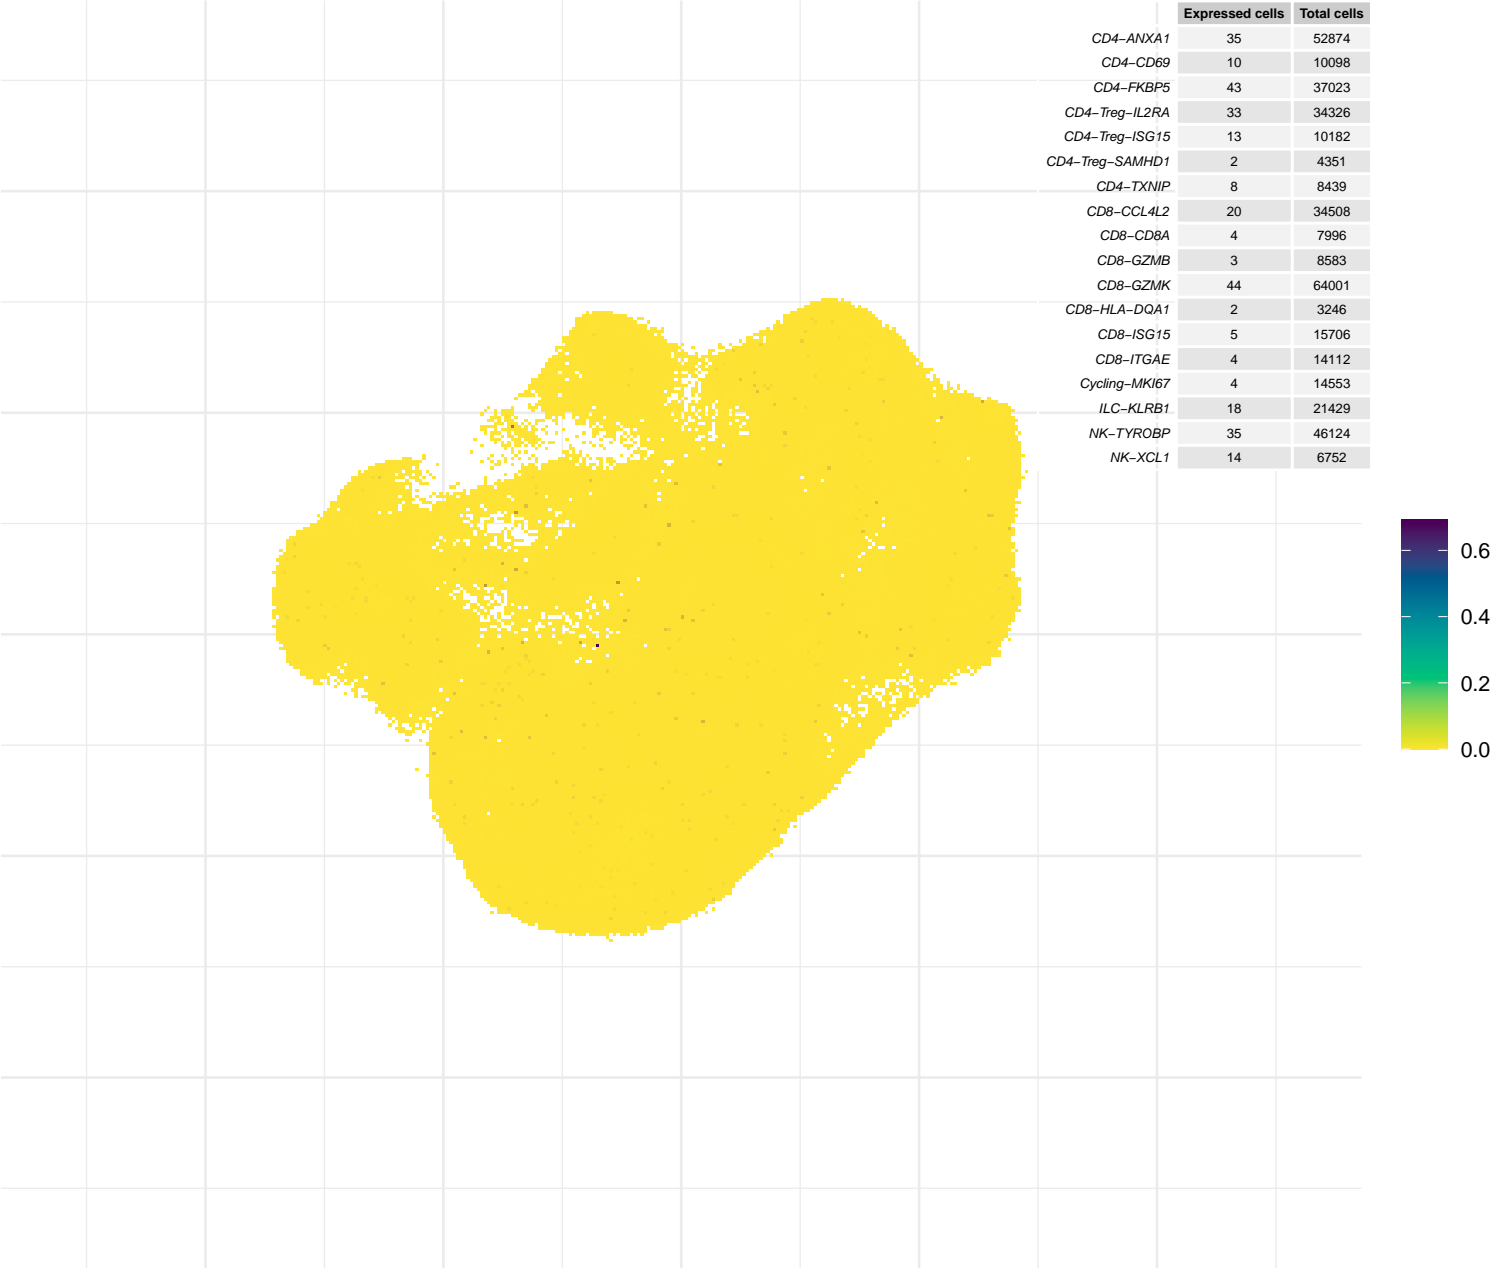 Expressed cells Total cells
CD4−ANXA1 35 52874
CD4−CD69 10 10098
CD4−FKBP5 43 37023
CD4−Treg−IL2RA 33 34326
CD4−Treg−ISG15 13 10182
CD4−Treg−SAMHD1 2 4351
CD4−TXNIP 8 8439
CD8−CCL4L2 20 34508
CD8−CD8A 4 7996
CD8−GZMB 3 8583
CD8−GZMK 44 64001
CD8−HLA−DQA1 2 3246
CD8−ISG15 5 15706
CD8−ITGAE 4 14112
Cycling−MKI67 4 14553
ILC−KLRB1 18 21429
NK−TYROBP 35 46124
NK−XCL1 14 6752
0.6
0.4
0.2
0.0